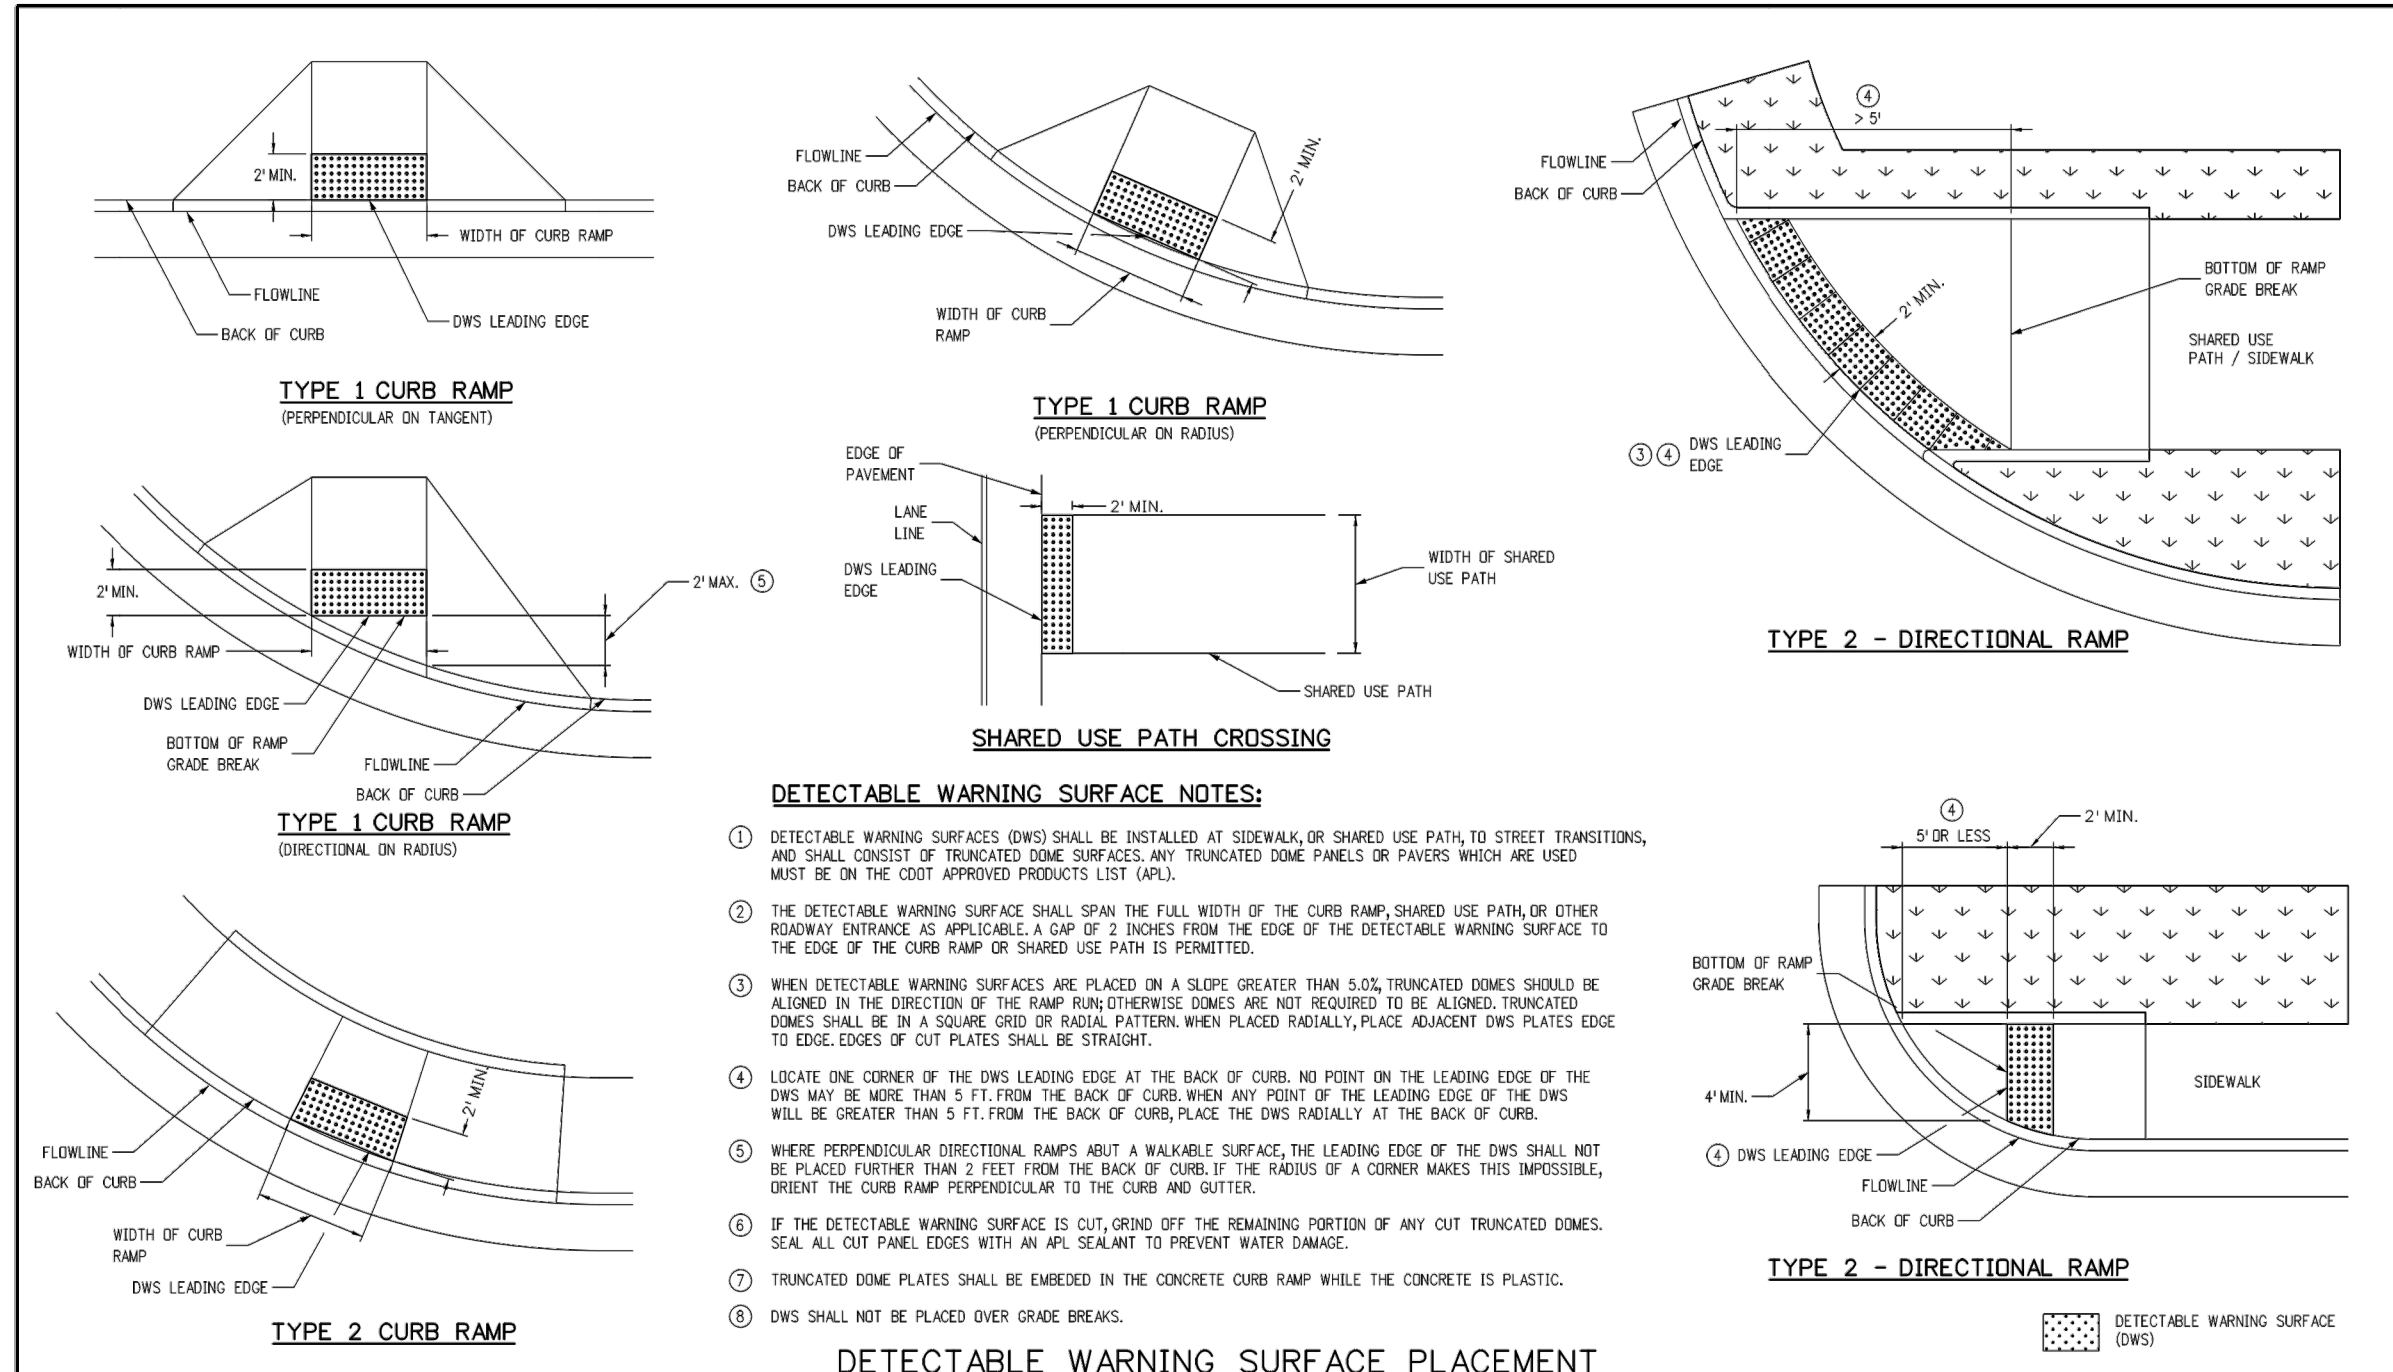 2' MIN.
WIDTH OF CURB RAMP
FLOWLINE
DWS LEADING EDGE
BACK OF CURB
TYPE 1 CURB RAMP
(PERPENDICULAR ON TANGENT)
FLOWLINE
BACK OF CURB
DWS LEADING EDGE
2' MIN.
WIDTH OF CURB
RAMP
TYPE 1 CURB RAMP
(PERPENDICULAR ON RADIUS)
4
> 5'
FLOWLINE
BACK OF CURB
2' MIN.
BOTTOM OF RAMP
GRADE BREAK
SHARED USE
PATH / SIDEWALK
3 4 DWS LEADING
EDGE
TYPE 2 - DIRECTIONAL RAMP
2' MIN.
2' MAX. 5
WIDTH OF CURB RAMP
DWS LEADING EDGE
BOTTOM OF RAMP
GRADE BREAK
FLOWLINE
BACK OF CURB
TYPE 1 CURB RAMP
(DIRECTIONAL ON RADIUS)
EDGE OF
PAVEMENT
LANE
LINE
2' MIN.
DWS LEADING
EDGE
WIDTH OF SHARED
USE PATH
SHARED USE PATH
SHARED USE PATH CROSSING
2' MIN.
FLOWLINE
BACK OF CURB
WIDTH OF CURB
RAMP
DWS LEADING EDGE
TYPE 2 CURB RAMP
DETECTABLE WARNING SURFACE NOTES:
1 DETECTABLE WARNING SURFACES (DWS) SHALL BE INSTALLED AT SIDEWALK, OR SHARED USE PATH, TO STREET TRANSITIONS,
AND SHALL CONSIST OF TRUNCATED DOME SURFACES. ANY TRUNCATED DOME PANELS OR PAVERS WHICH ARE USED
MUST BE ON THE CDOT APPROVED PRODUCTS LIST (APL).
2 THE DETECTABLE WARNING SURFACE SHALL SPAN THE FULL WIDTH OF THE CURB RAMP, SHARED USE PATH, OR OTHER
ROADWAY ENTRANCE AS APPLICABLE. A GAP OF 2 INCHES FROM THE EDGE OF THE DETECTABLE WARNING SURFACE TO
THE EDGE OF THE CURB RAMP OR SHARED USE PATH IS PERMITTED.
3 WHEN DETECTABLE WARNING SURFACES ARE PLACED ON A SLOPE GREATER THAN 5.0%, TRUNCATED DOMES SHOULD BE
ALIGNED IN THE DIRECTION OF THE RAMP RUN; OTHERWISE DOMES ARE NOT REQUIRED TO BE ALIGNED. TRUNCATED
DOMES SHALL BE IN A SQUARE GRID OR RADIAL PATTERN. WHEN PLACED RADIALLY, PLACE ADJACENT DWS PLATES EDGE
TO EDGE. EDGES OF CUT PLATES SHALL BE STRAIGHT.
4 LOCATE ONE CORNER OF THE DWS LEADING EDGE AT THE BACK OF CURB. NO POINT ON THE LEADING EDGE OF THE
DWS MAY BE MORE THAN 5 FT. FROM THE BACK OF CURB. WHEN ANY POINT OF THE LEADING EDGE OF THE DWS
WILL BE GREATER THAN 5 FT. FROM THE BACK OF CURB, PLACE THE DWS RADIALLY AT THE BACK OF CURB.
5 WHERE PERPENDICULAR DIRECTIONAL RAMPS ABUT A WALKABLE SURFACE, THE LEADING EDGE OF THE DWS SHALL NOT
BE PLACED FURTHER THAN 2 FEET FROM THE BACK OF CURB. IF THE RADIUS OF A CORNER MAKES THIS IMPOSSIBLE,
ORIENT THE CURB RAMP PERPENDICULAR TO THE CURB AND GUTTER.
6 IF THE DETECTABLE WARNING SURFACE IS CUT, GRIND OFF THE REMAINING PORTION OF ANY CUT TRUNCATED DOMES.
SEAL ALL CUT PANEL EDGES WITH AN APL SEALANT TO PREVENT WATER DAMAGE.
7 TRUNCATED DOME PLATES SHALL BE EMBEDED IN THE CONCRETE CURB RAMP WHILE THE CONCRETE IS PLASTIC.
8 DWS SHALL NOT BE PLACED OVER GRADE BREAKS.
4
5' OR LESS
2' MIN.
BOTTOM OF RAMP
GRADE BREAK
4' MIN.
SIDEWALK
4 DWS LEADING EDGE
FLOWLINE
BACK OF CURB
TYPE 2 - DIRECTIONAL RAMP
DETECTABLE WARNING SURFACE
(DWS)
DETECTABLE WARNING SURFACE PLACEMENT